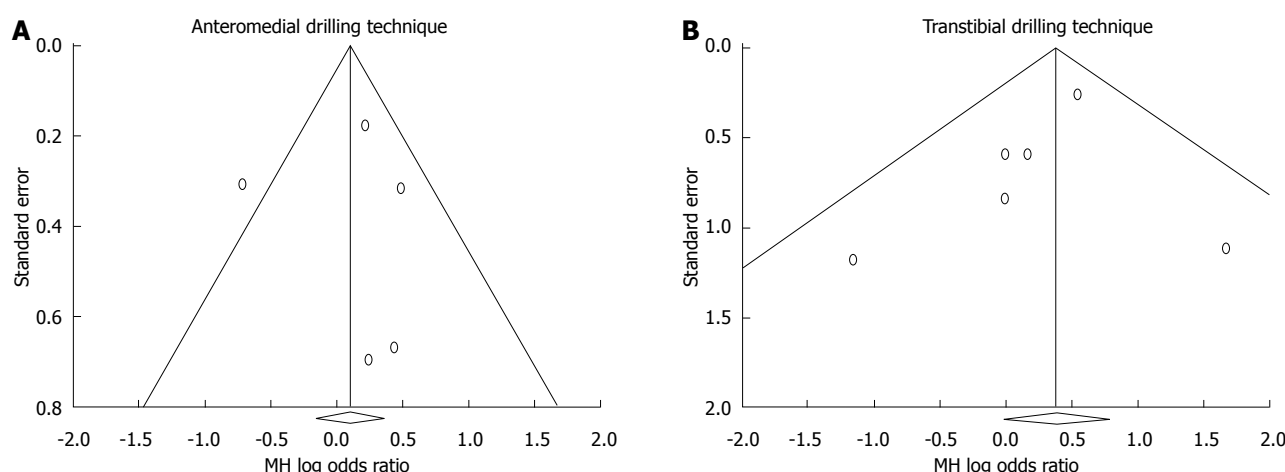 A
Anteromedial drilling technique
0.0
0.2
0.4
0.6
0.8
Standard error
-2.0 -1.5 -1.0 -0.5 0.0 0.5 1.0 1.5 2.0
MH log odds ratio
B
Transtibial drilling technique
0.0
0.5
1.0
1.5
2.0
Standard error
-2.0 -1.5 -1.0 -0.5 0.0 0.5 1.0 1.5 2.0
MH log odds ratio